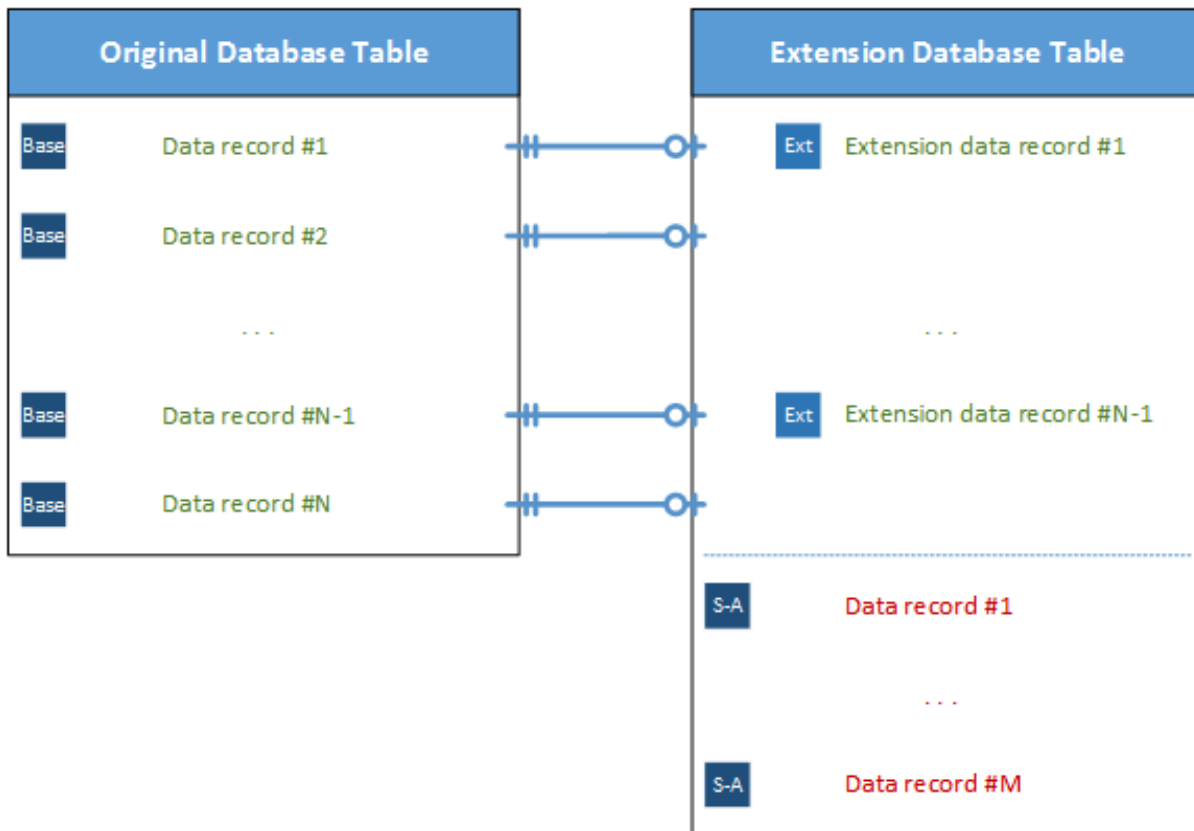 Original Database Table
Extension Database Table
Base Data record #1
Ext Extension data record #1
Base Data record #2
. . .
. . .
Base Data record #N-1
Ext Extension data record #N-1
Base Data record #N
S-A Data record #1
. . .
S-A Data record #M